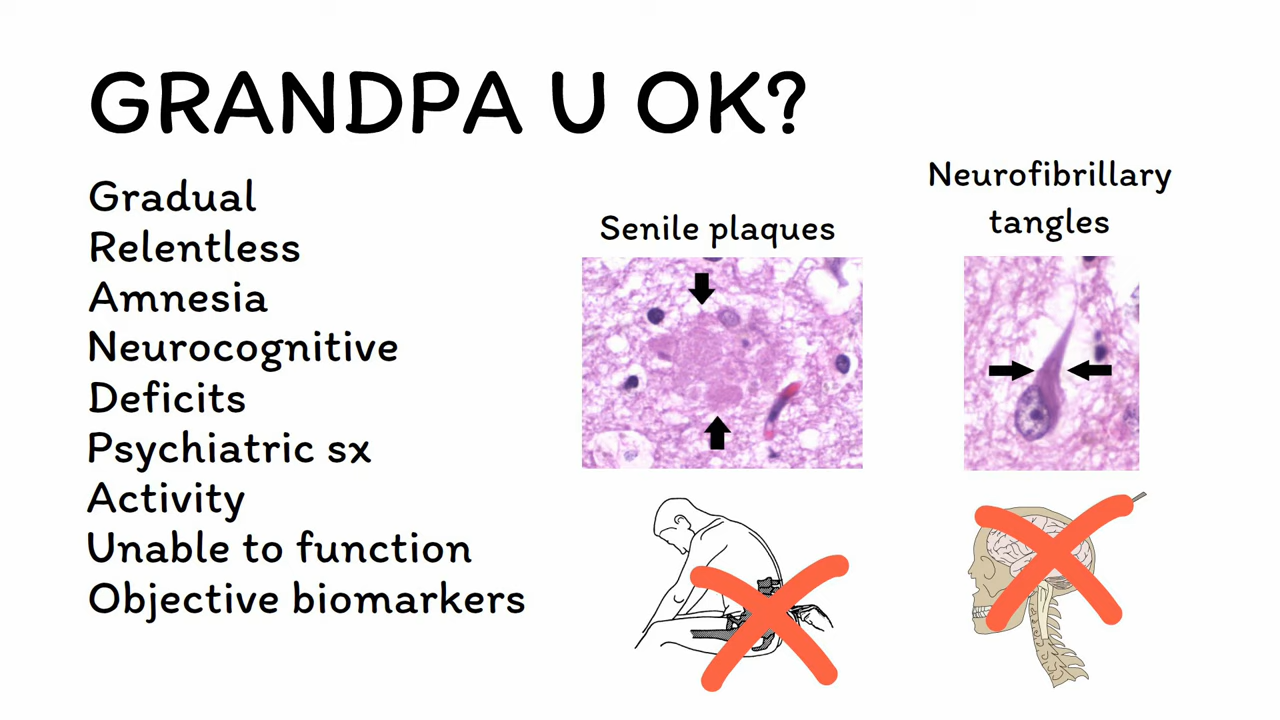 GRANDPA U OK?
Gradual
Relentless
Amnesia
Neurocognitive
Deficits
Psychiatric sx
Activity
Unable to function
Objective biomarkers
Senile plaques
Neurofibrillary
tangles